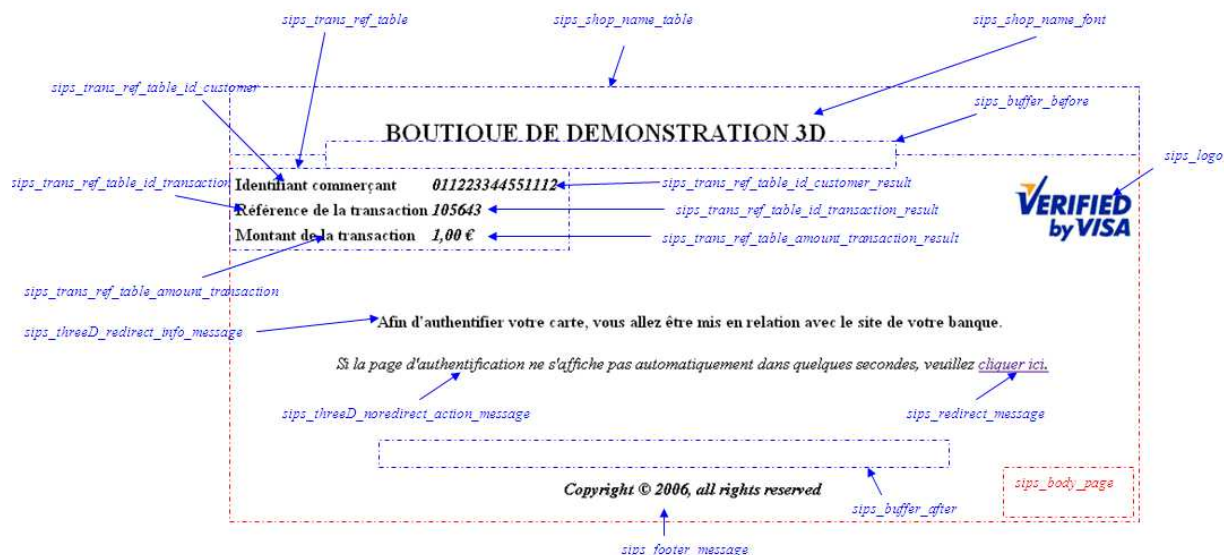 sips_trans_ref_table
sips_shop_name_table
sips_shop_name_font
sips_trans_ref_table_id_customer
sips_buffer_before
BOUTIQUE DE DEMONSTRATION 3D
sips_logo
sips_trans_ref_table_id_transaction
Identifiant commerçant 011223344551112
sips_trans_ref_table_id_customer_result
Référence de la transaction 105643
sips_trans_ref_table_id_transaction_result
VERIFIED
by VISA
Montant de la transaction 1,00 €
sips_trans_ref_table_amount_transaction_result
sips_trans_ref_table_amount_transaction
sips_threeD_redirect_info_message
Afin d'authentifier votre carte, vous allez être mis en relation avec le site de votre banque.
Si la page d'authentification ne s'affiche pas automatiquement dans quelques secondes, veuillez cliquer ici.
sips_threeD_noredirect_action_message
sips_redirect_message
sips_body_page
Copyright © 2006, all rights reserved
sips_buffer_after
sips_footer_message